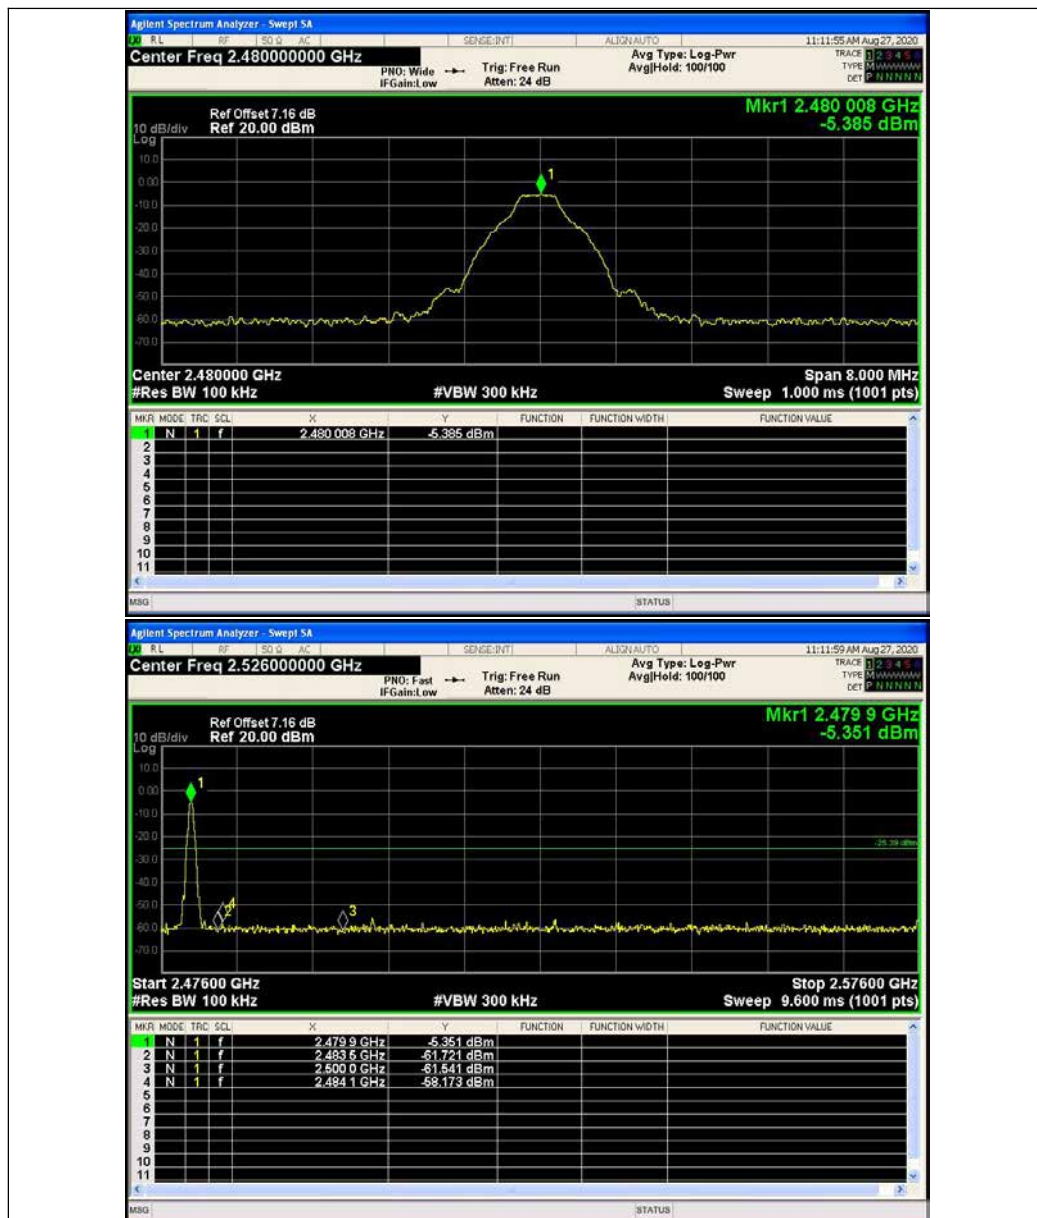 Agilent Spectrum Analyzer - Swept SA
RL RF 50 Ω AC SENSE:INT ALIGNAUTO 11:11:55 AM Aug 27, 2020
Center Freq 2.480000000 GHz
PNO: Wide
IFGain:Low
Trig: Free Run
Atten: 24 dB
Avg Type: Log-Pwr
Avg|Hold: 100/100
TRACE 1 2 3 4 5 6
TYPE M WWWWW
DET P N N N N N
Mkr1 2.480 008 GHz
-5.385 dBm
Ref Offset 7.16 dB
10 dB/div Ref 20.00 dBm
Log
10.0
0.00
-10.0
-20.0
-30.0
-40.0
-50.0
-60.0
-70.0
1
Center 2.480000 GHz Span 8.000 MHz
#Res BW 100 kHz #VBW 300 kHz Sweep 1.000 ms (1001 pts)
MKR MODE TRC SCL X Y FUNCTION FUNCTION WIDTH FUNCTION VALUE
1 N 1 f 2.480 008 GHz -5.385 dBm
2
3
4
5
6
7
8
9
10
11
MSG STATUS
Agilent Spectrum Analyzer - Swept SA
RL RF 50 Ω AC SENSE:INT ALIGNAUTO 11:11:59 AM Aug 27, 2020
Center Freq 2.526000000 GHz
PNO: Fast
IFGain:Low
Trig: Free Run
Atten: 24 dB
Avg Type: Log-Pwr
Avg|Hold: 100/100
TRACE 1 2 3 4 5 6
TYPE M WWWWW
DET P N N N N N
Mkr1 2.479 9 GHz
-5.351 dBm
Ref Offset 7.16 dB
10 dB/div Ref 20.00 dBm
Log
10.0
0.00
-10.0
-20.0
-30.0
-40.0
-50.0
-60.0
-70.0
1
-25.39 dBm
2
4
3
Start 2.47600 GHz Stop 2.57600 GHz
#Res BW 100 kHz #VBW 300 kHz Sweep 9.600 ms (1001 pts)
MKR MODE TRC SCL X Y FUNCTION FUNCTION WIDTH FUNCTION VALUE
1 N 1 f 2.479 9 GHz -5.351 dBm
2 N 1 f 2.483 5 GHz -61.721 dBm
3 N 1 f 2.500 0 GHz -61.541 dBm
4 N 1 f 2.484 1 GHz -58.173 dBm
5
6
7
8
9
10
11
MSG STATUS